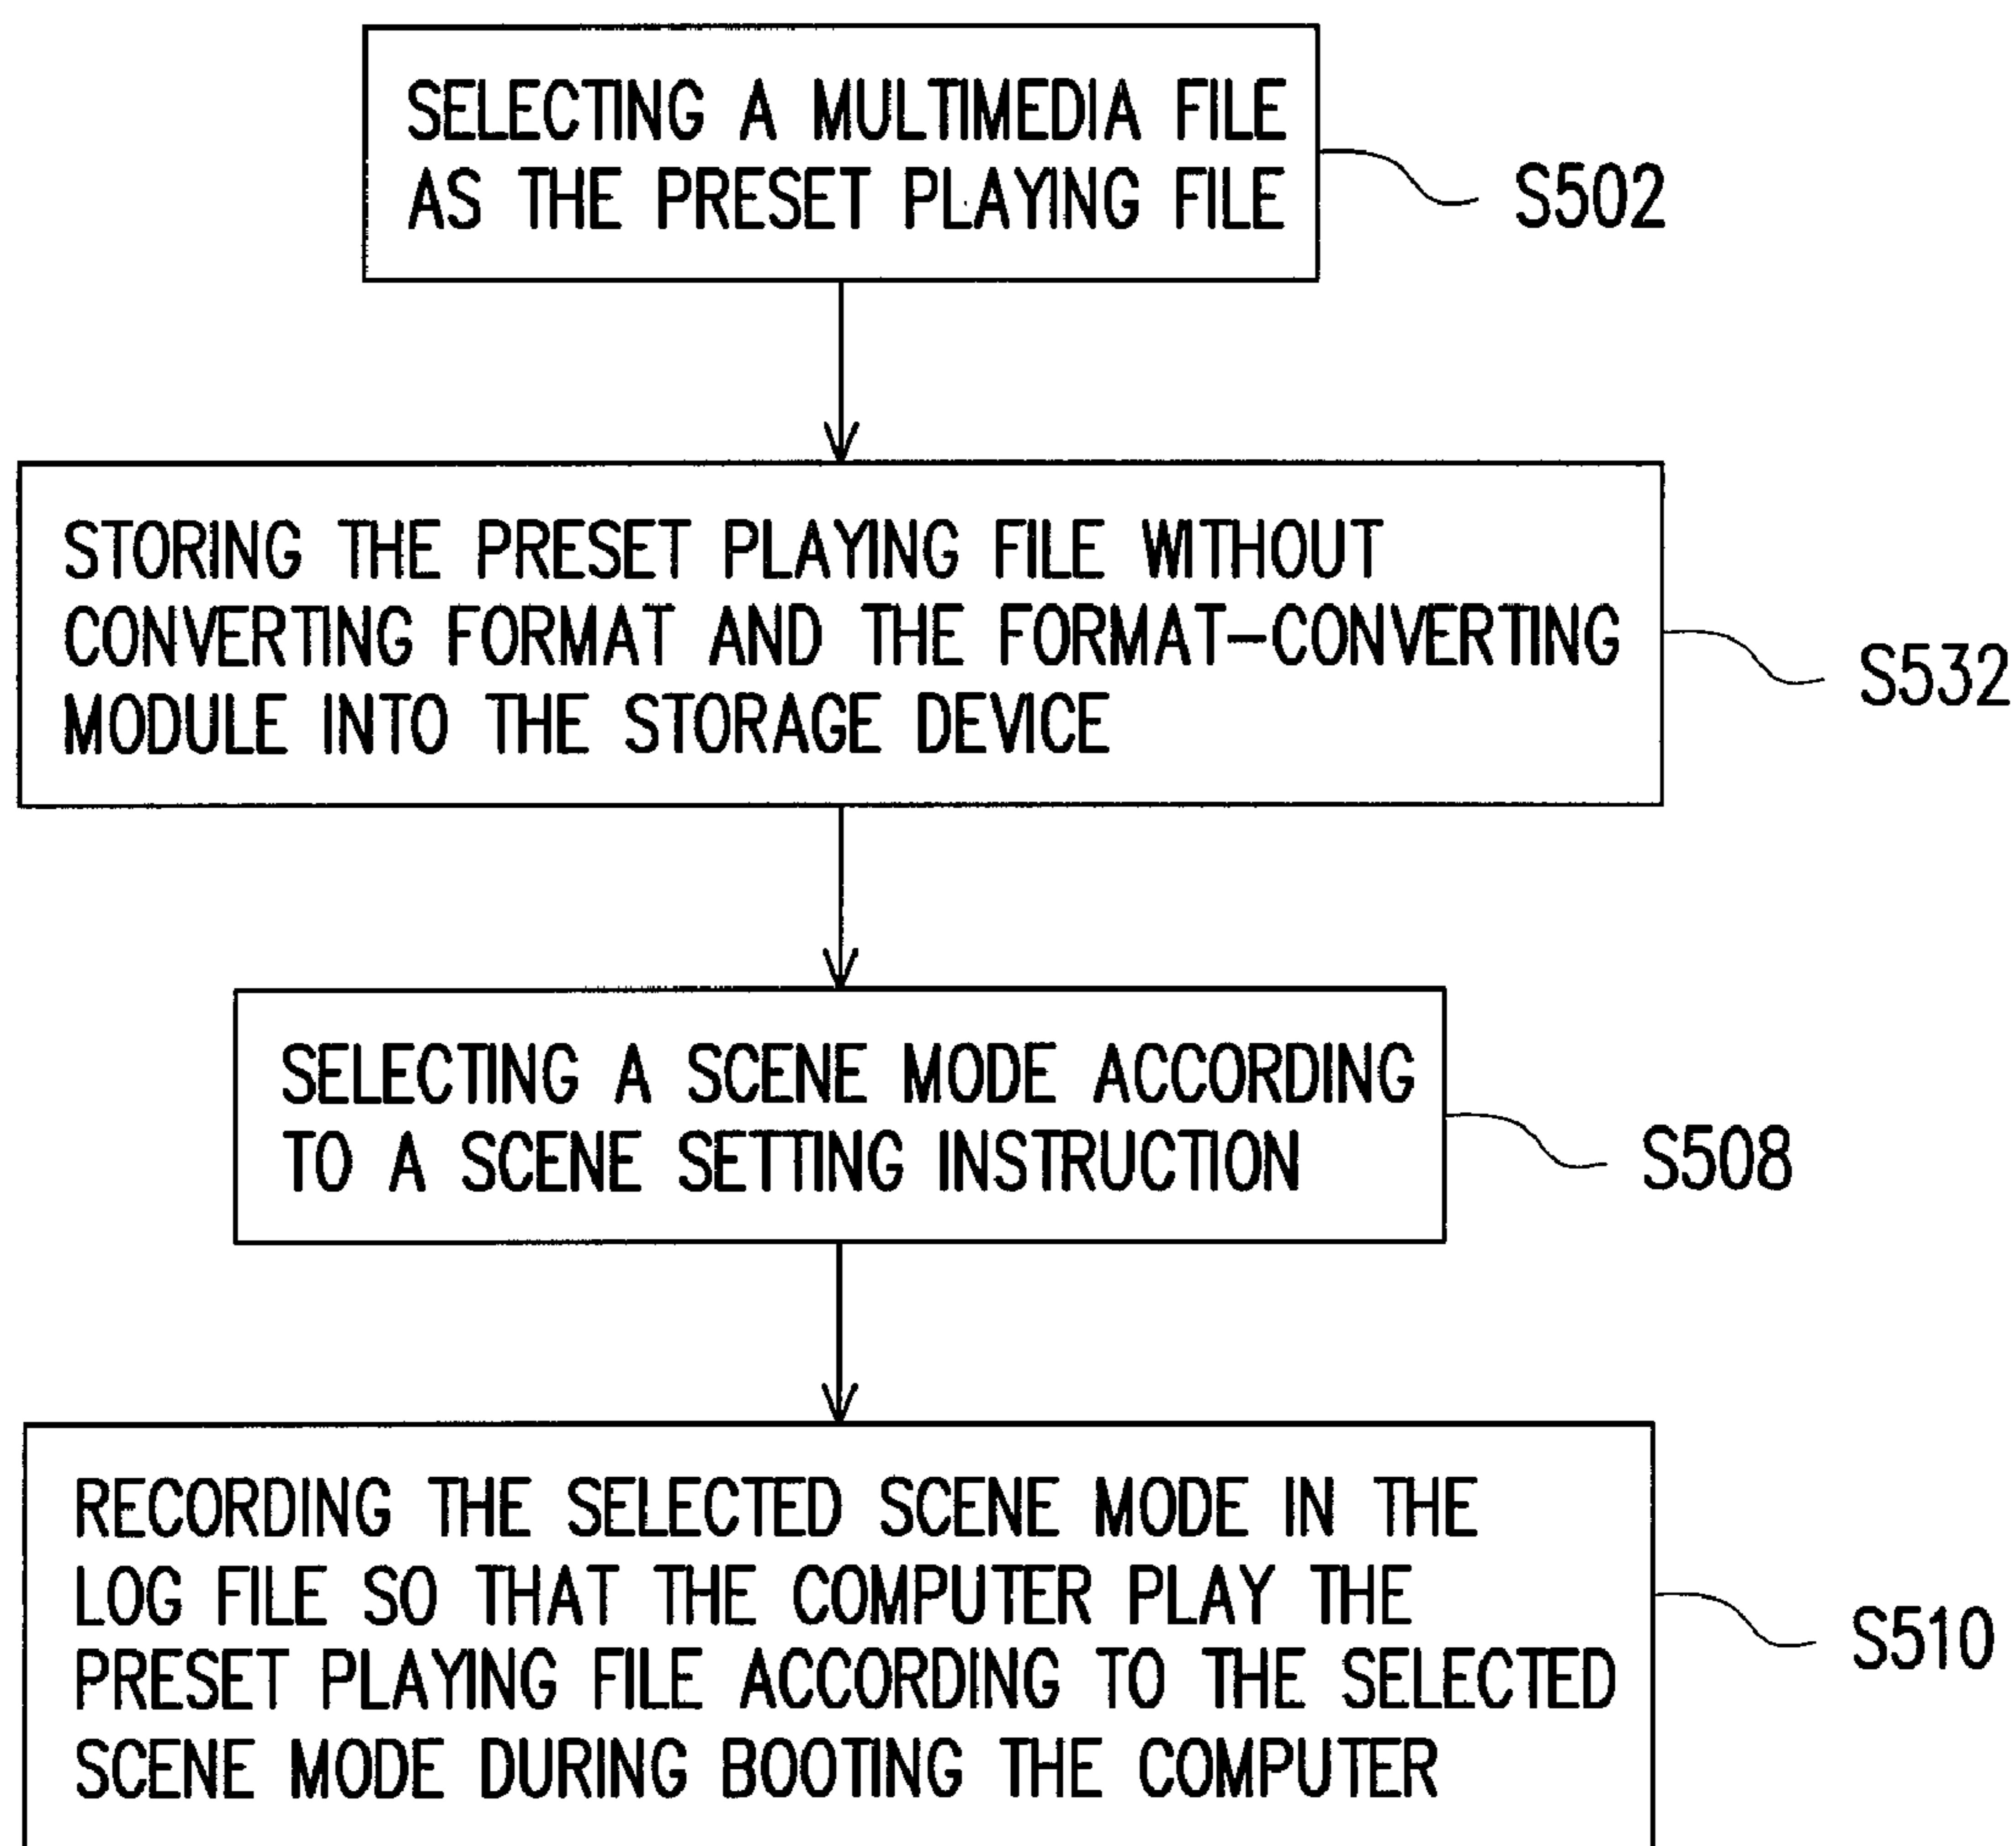 SELECTING A MULTIMEDIA FILE
AS THE PRESET PLAYING FILE
S502
STORING THE PRESET PLAYING FILE WITHOUT
CONVERTING FORMAT AND THE FORMAT-CONVERTING
MODULE INTO THE STORAGE DEVICE
S532
SELECTING A SCENE MODE ACCORDING
TO A SCENE SETTING INSTRUCTION
S508
RECORDING THE SELECTED SCENE MODE IN THE
LOG FILE SO THAT THE COMPUTER PLAY THE
PRESET PLAYING FILE ACCORDING TO THE SELECTED
SCENE MODE DURING BOOTING THE COMPUTER
S510